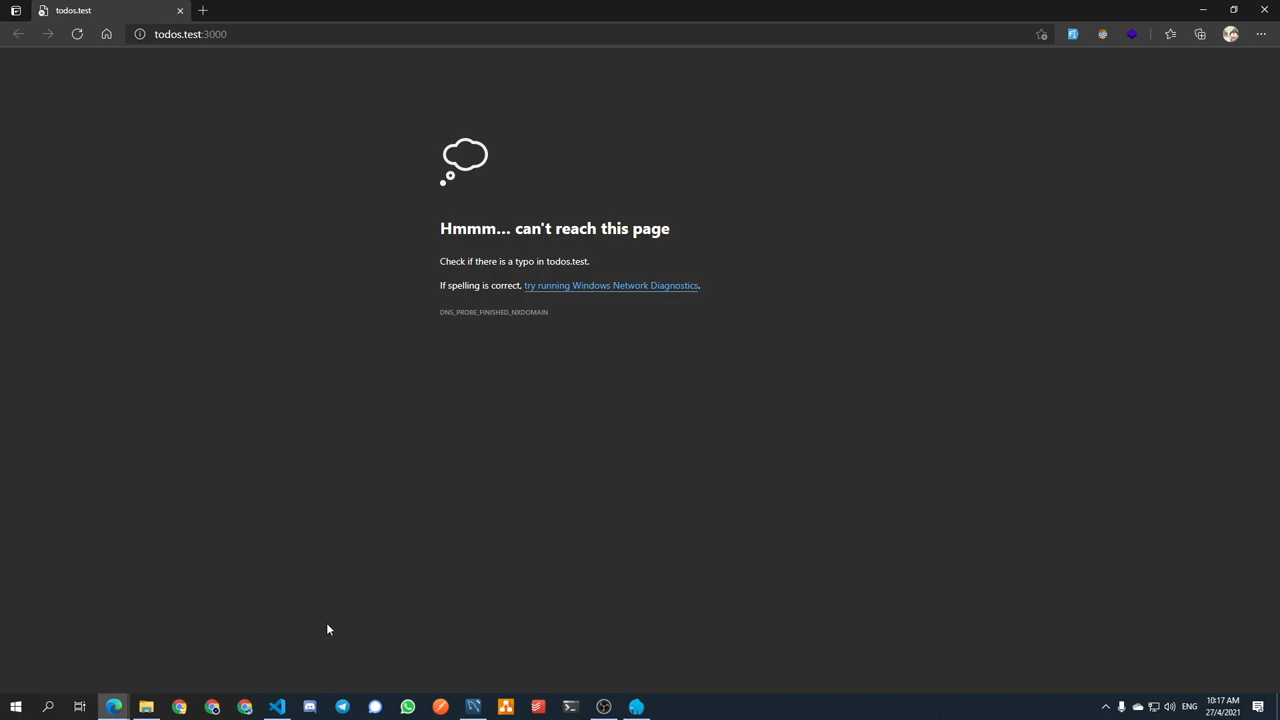 todos.test
todos.test:3000
Hmmm... can't reach this page
Check if there is a typo in todos.test.
If spelling is correct, try running Windows Network Diagnostics.
DNS_PROBE_FINISHED_NXDOMAIN
ENG
10:17 AM
27/4/2021